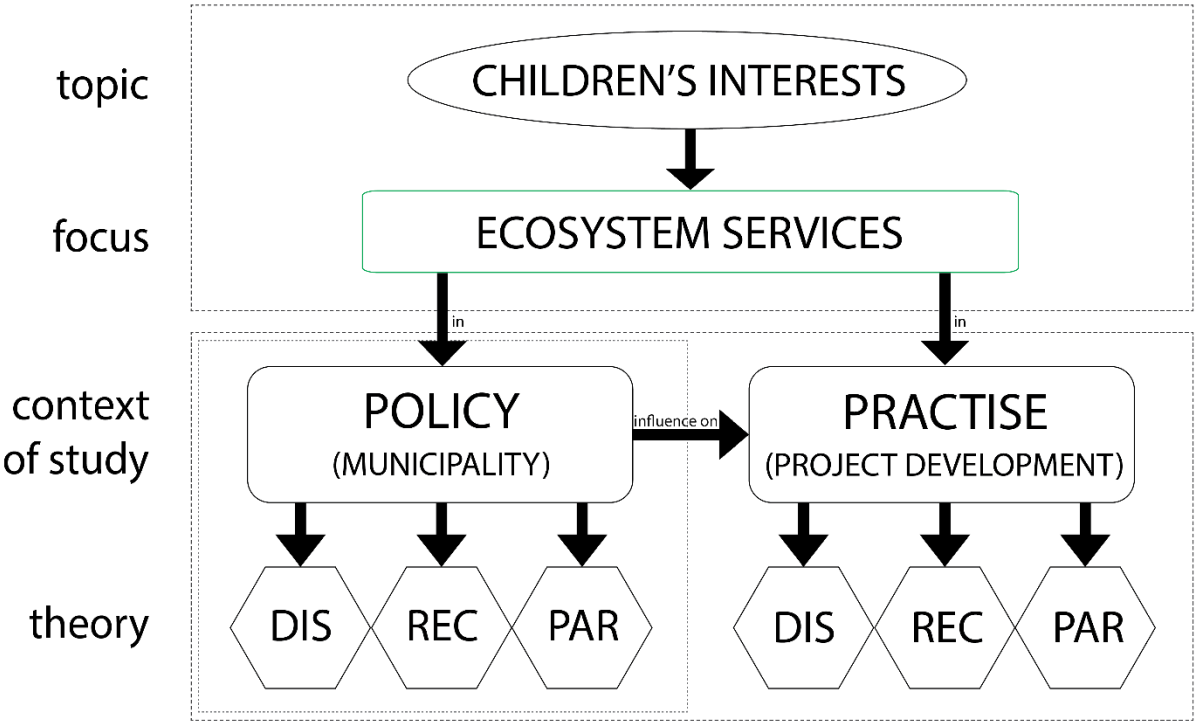 topic
CHILDREN'S INTERESTS
focus
ECOSYSTEM SERVICES
in
in
context
of study
POLICY
(MUNICIPALITY)
influence on
PRACTISE
(PROJECT DEVELOPMENT)
theory
DIS
REC
PAR
DIS
REC
PAR